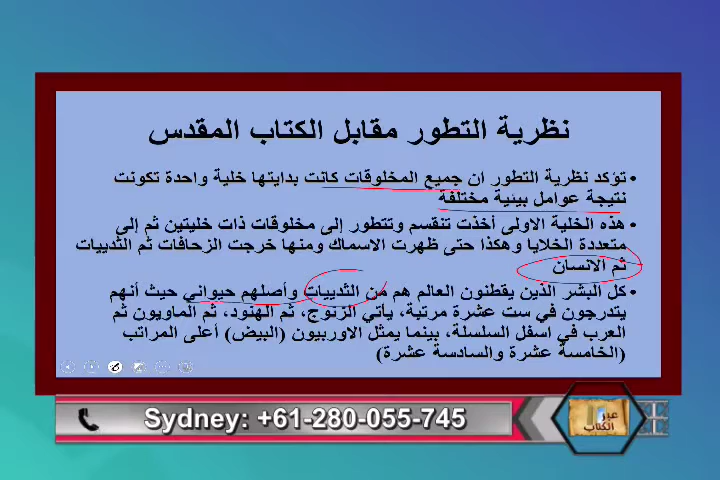 نظرية التطور مقابل الكتاب المقدس
• تؤكد نظرية التطور ان جميع المخلوقات كانت بدايتها خلية واحدة تكونت
نتيجة عوامل بيئية مختلفة
• هذه الخلية الاولى أخذت تنقسم وتتطور إلى مخلوقات ذات خليتين ثم إلى
متعددة الخلايا وهكذا حتى ظهرت الاسماك ومنها خرجت الزحافات ثم الثدييات
ثم الانسان
• كل البشر الذين يقطنون العالم هم من الثدييات وأصلهم حيواني حيث أنهم
يتدرجون في ست عشرة مرتبة، يأتي الزنوج، ثم الهنود، ثم الماويون ثم
العرب في اسفل السلسلة، بينما يمثل الاوربيون (البيض) أعلى المراتب
(الخامسة عشرة والسادسة عشرة)
Sydney: +61-280-055-745
عبر
الكتاب